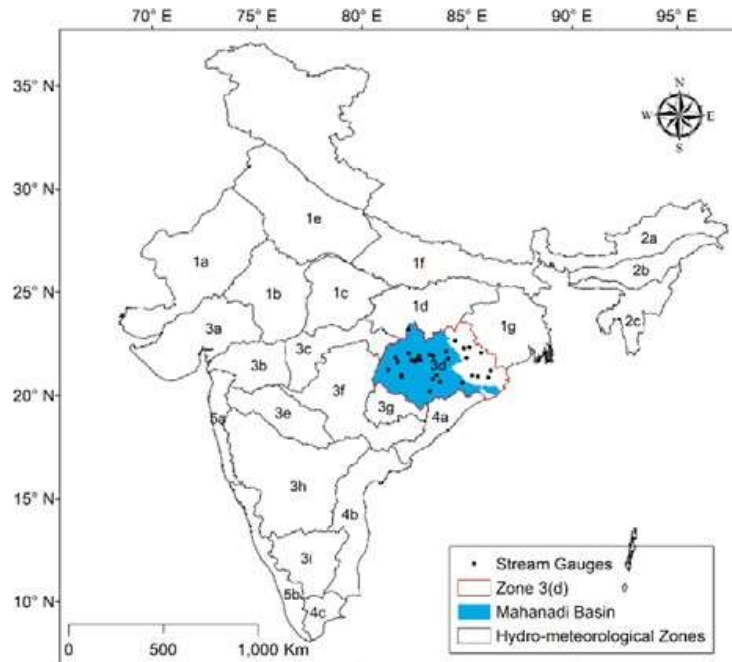 70° E 75° E 80° E 85° E 90° E 95° E
35° N
30° N
25° N
20° N
15° N
10° N
N
W E
S
1e
1a
1f
2a
2b
1b
1c
1d
2c
3a
1g
3c
3b
3d
3f
3e
3g
4a
5a
3h
4b
3i
5b
4c
Stream Gauges
Zone 3(d)
Mahanadi Basin
Hydro-meteorological Zones
0 500 1,000 Km